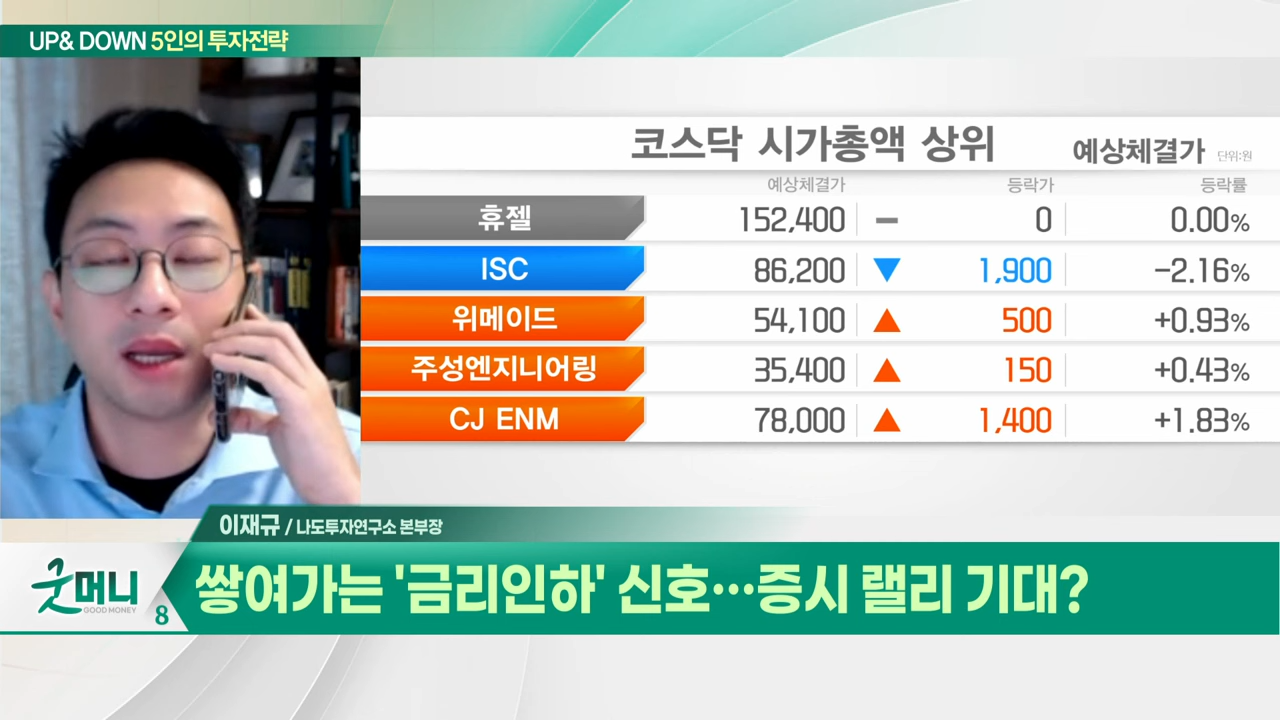 UP& DOWN 5인의 투자전략
코스닥 시가총액 상위 예상체결가 단위:원
예상체결가 등락가 등락률
휴젤 152,400 0 0.00%
ISC 86,200 ▼ 1,900 -2.16%
위메이드 54,100 ▲ 500 +0.93%
주성엔지니어링 35,400 ▲ 150 +0.43%
CJ ENM 78,000 ▲ 1,400 +1.83%
이재규 / 나도투자연구소 본부장
굿머니
GOOD MONEY
8
쌓여가는 '금리인하' 신호…증시 랠리 기대?